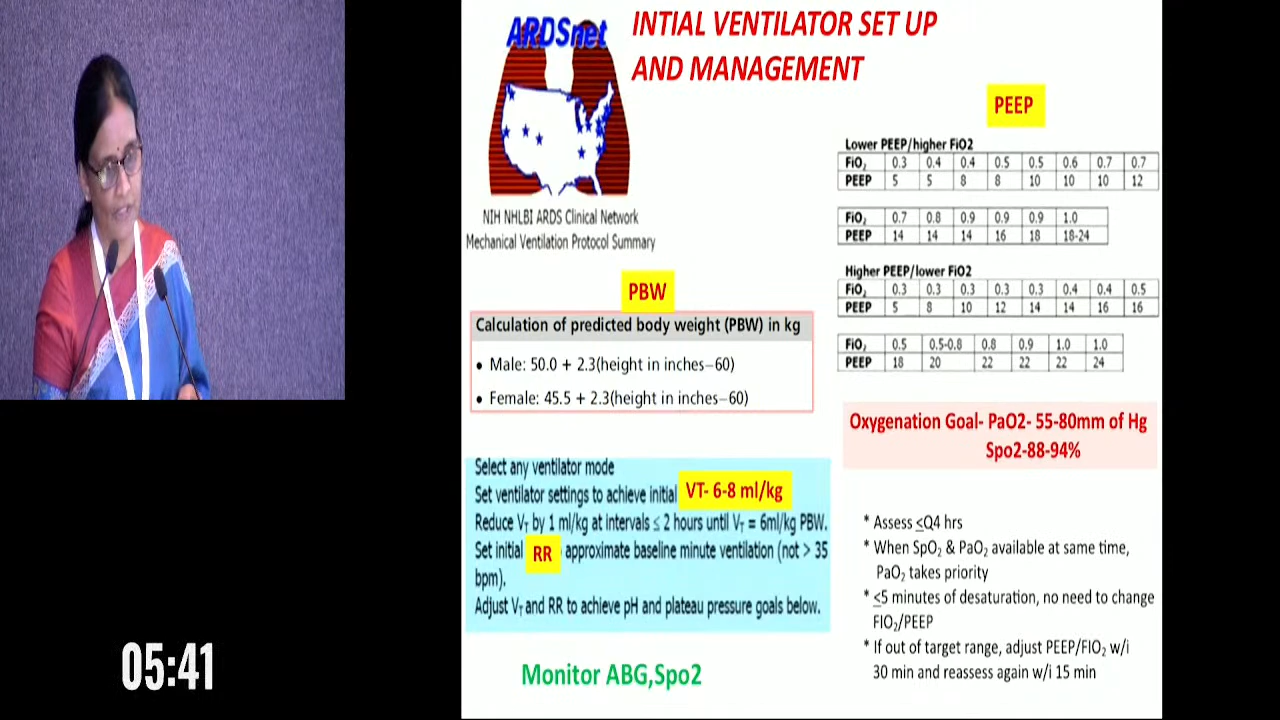 ARDSnet
INTIAL VENTILATOR SET UP
AND MANAGEMENT
NIH NHLBI ARDS Clinical Network
Mechanical Ventilation Protocol Summary
PBW
Calculation of predicted body weight (PBW) in kg
• Male: 50.0 + 2.3(height in inches–60)
• Female: 45.5 + 2.3(height in inches–60)
Select any ventilator mode
Set ventilator settings to achieve initial VT- 6-8 ml/kg
Reduce VT by 1 ml/kg at intervals ≤ 2 hours until VT = 6ml/kg PBW.
Set initial RR approximate baseline minute ventilation (not > 35
bpm).
Adjust VT and RR to achieve pH and plateau pressure goals below.
Monitor ABG,Spo2
PEEP
Lower PEEP/higher FiO2
FiO₂ 0.3 0.4 0.4 0.5 0.5 0.6 0.7 0.7
PEEP 5 5 8 8 10 10 10 12
FiO₂ 0.7 0.8 0.9 0.9 0.9 1.0
PEEP 14 14 14 16 18 18-24
Higher PEEP/lower FiO2
FiO₂ 0.3 0.3 0.3 0.3 0.3 0.4 0.4 0.5
PEEP 5 8 10 12 14 14 16 16
FiO₂ 0.5 0.5-0.8 0.8 0.9 1.0 1.0
PEEP 18 20 22 22 22 24
Oxygenation Goal- PaO2- 55-80mm of Hg
Spo2-88-94%
* Assess ≤Q4 hrs
* When SpO₂ & PaO₂ available at same time,
PaO₂ takes priority
* ≤5 minutes of desaturation, no need to change
FIO₂/PEEP
* If out of target range, adjust PEEP/FIO₂ w/i
30 min and reassess again w/i 15 min
05:41